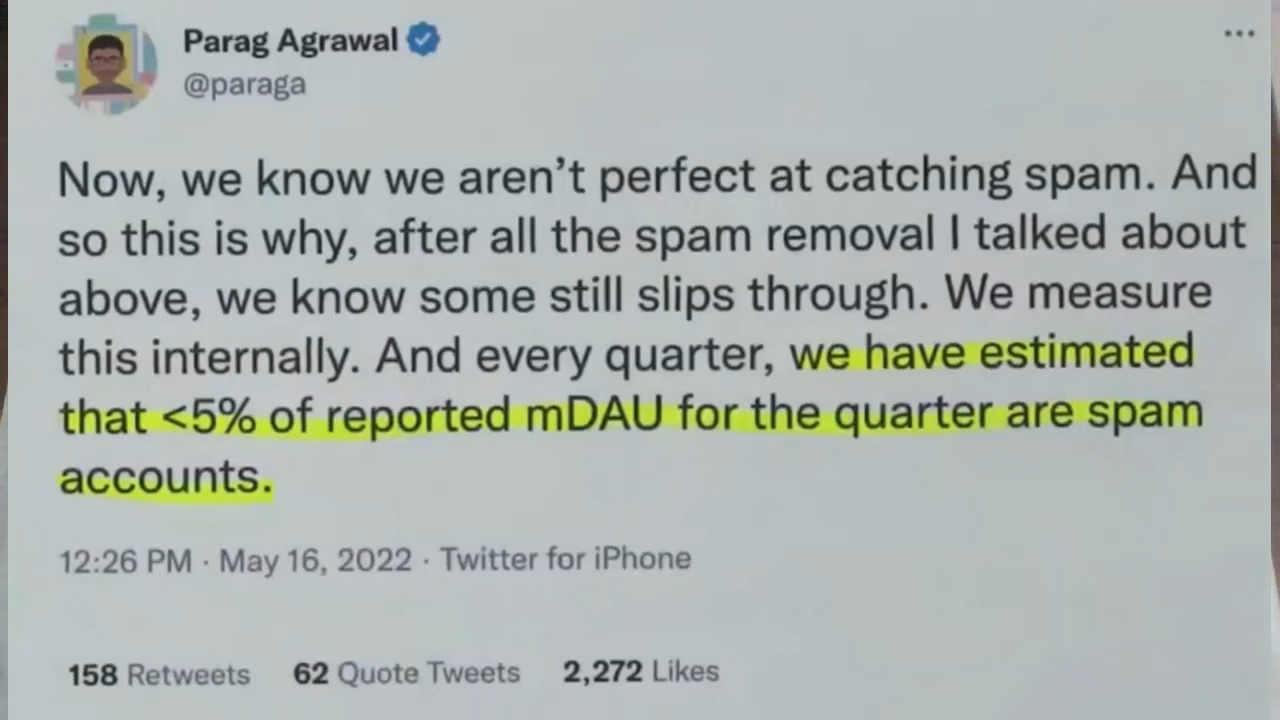 Parag Agrawal
@paraga
Now, we know we aren’t perfect at catching spam. And
so this is why, after all the spam removal I talked about
above, we know some still slips through. We measure
this internally. And every quarter, we have estimated
that <5% of reported mDAU for the quarter are spam
accounts.
12:26 PM · May 16, 2022 · Twitter for iPhone
158 Retweets 62 Quote Tweets 2,272 Likes